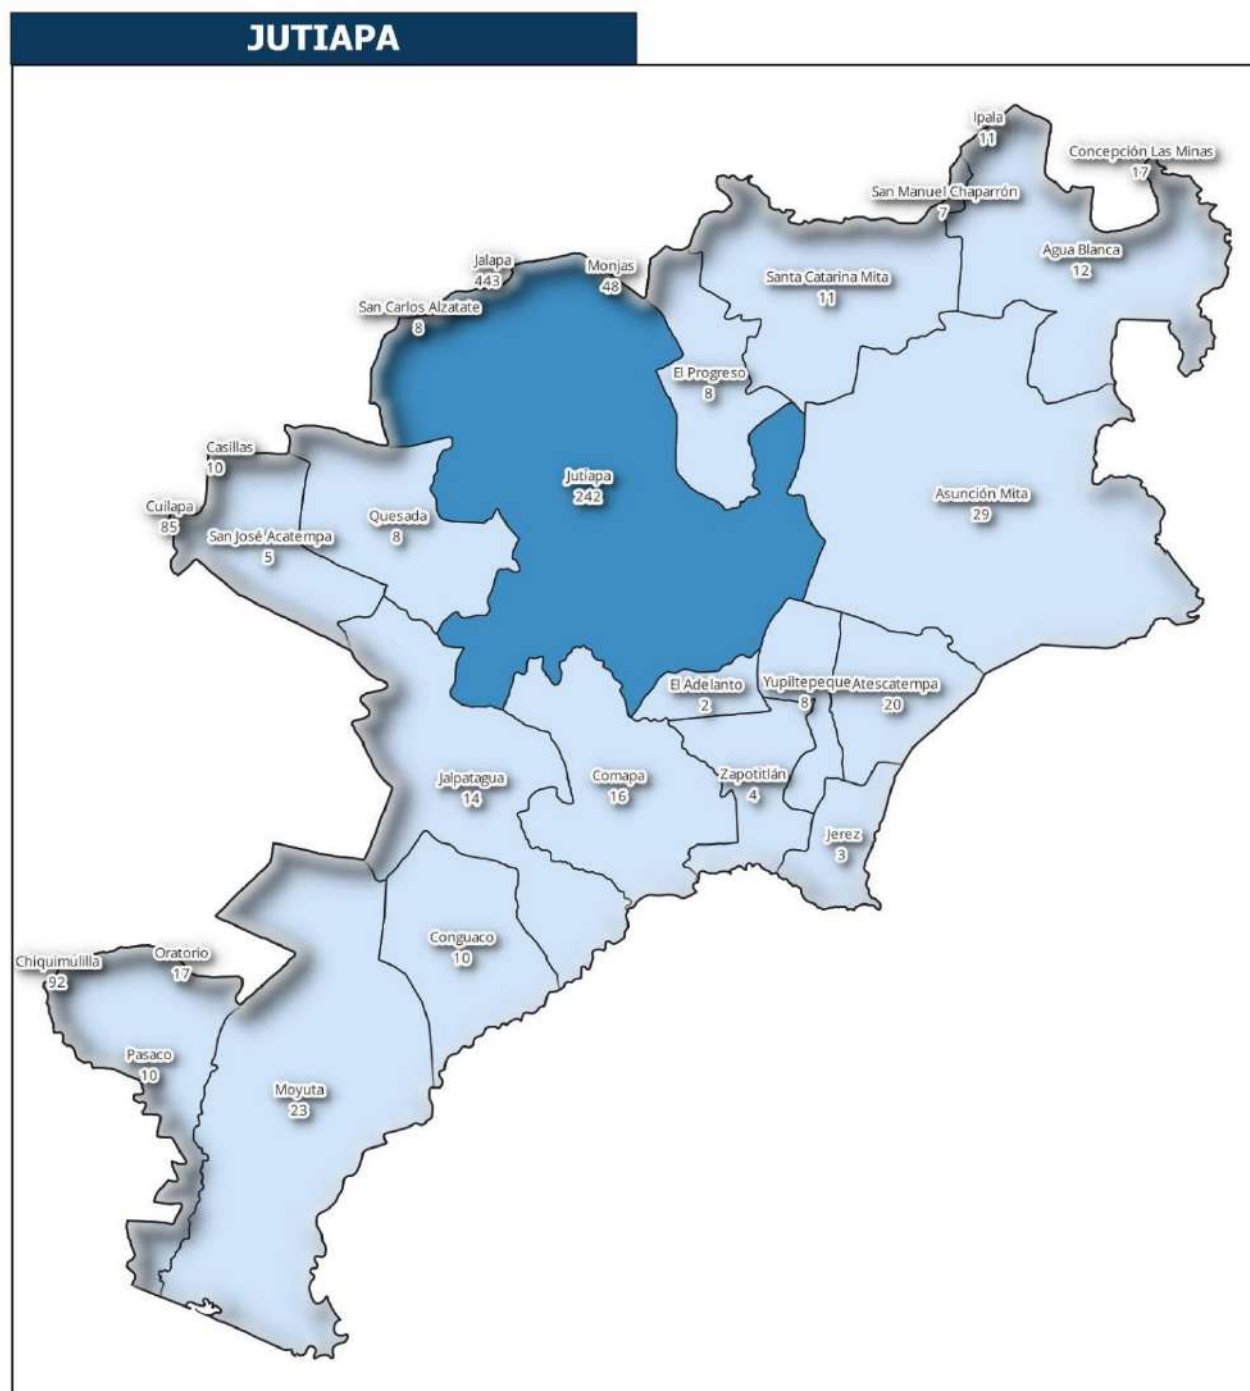 JUTIAPA
Ipala
11
Concepción Las Minas
17
San Manuel Chaparrón
7
Agua Blanca
12
Santa Catarina Mita
11
Jalapa
443
Monjas
48
San Carlos Alzatate
8
El Progreso
8
Casillas
10
Jutiapa
242
Asunción Mita
29
Cuilapa
85
Quesada
8
San José Acatempa
5
El Adelanto
2
Yupiltepeque
8
Atescatempa
20
Jalpatagua
14
Comapa
16
Zapotitlán
4
Jerez
3
Conguaco
10
Chiquimulilla
92
Oratorio
17
Pasaco
10
Moyuta
23